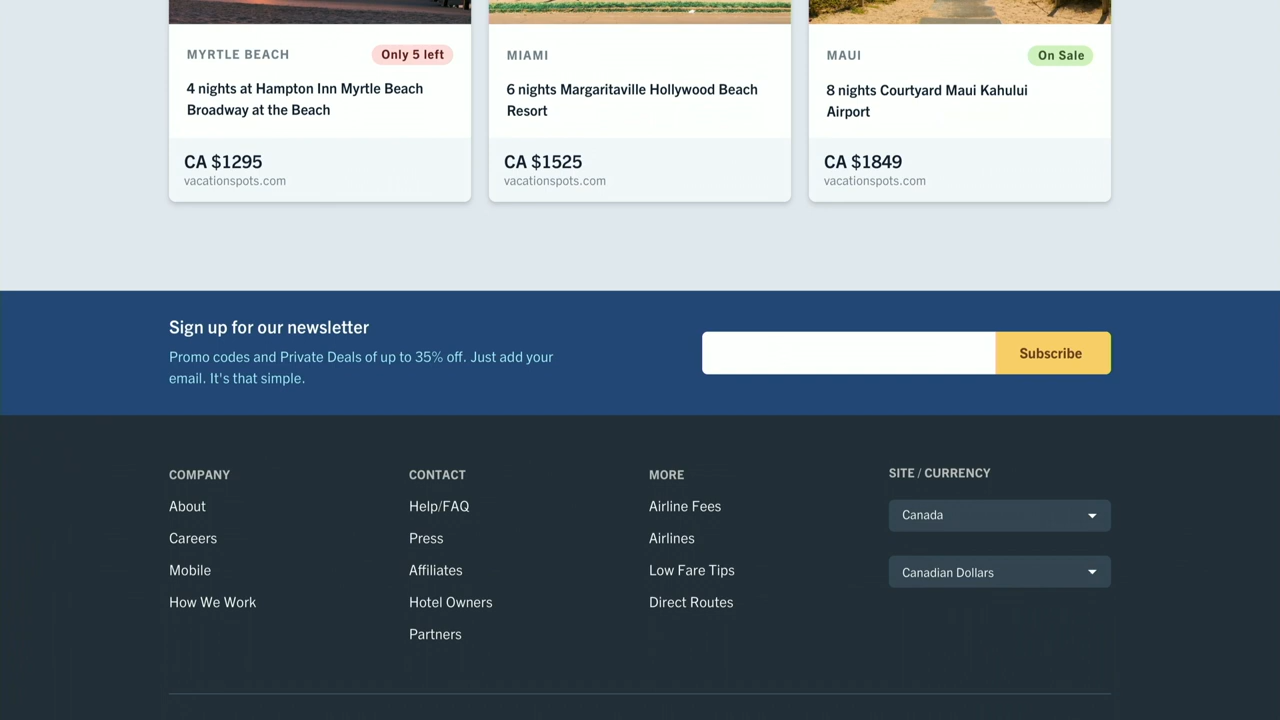 MYRTLE BEACH
Only 5 left
4 nights at Hampton Inn Myrtle Beach
Broadway at the Beach
CA $1295
vacationspots.com
MIAMI
6 nights Margaritaville Hollywood Beach
Resort
CA $1525
vacationspots.com
MAUI
On Sale
8 nights Courtyard Maui Kahului
Airport
CA $1849
vacationspots.com
Sign up for our newsletter
Promo codes and Private Deals of up to 35% off. Just add your
email. It's that simple.
Subscribe
COMPANY
About
Careers
Mobile
How We Work
CONTACT
Help/FAQ
Press
Affiliates
Hotel Owners
Partners
MORE
Airline Fees
Airlines
Low Fare Tips
Direct Routes
SITE / CURRENCY
Canada
Canadian Dollars